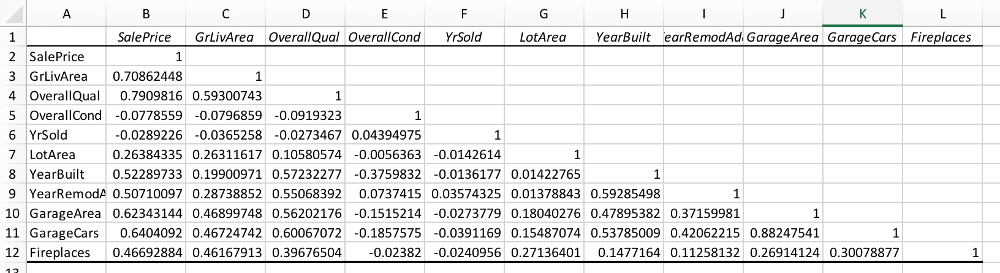 A B C D E F G H I J K L
1 SalePrice GrLivArea OverallQual OverallCond YrSold LotArea YearBuilt earRemodAd GarageArea GarageCars Fireplaces
2 SalePrice 1
3 GrLivArea 0.70862448 1
4 OverallQual 0.7909816 0.59300743 1
5 OverallCond -0.0778559 -0.0796859 -0.0919323 1
6 YrSold -0.0289226 -0.0365258 -0.0273467 0.04394975 1
7 LotArea 0.26384335 0.26311617 0.10580574 -0.0056363 -0.0142614 1
8 YearBuilt 0.52289733 0.19900971 0.57232277 -0.3759832 -0.0136177 0.01422765 1
9 YearRemodA 0.50710097 0.28738852 0.55068392 0.0737415 0.03574325 0.01378843 0.59285498 1
10 GarageArea 0.62343144 0.46899748 0.56202176 -0.1515214 -0.0273779 0.18040276 0.47895382 0.37159981 1
11 GarageCars 0.6404092 0.46724742 0.60067072 -0.1857575 -0.0391169 0.15487074 0.53785009 0.42062215 0.88247541 1
12 Fireplaces 0.46692884 0.46167913 0.39676504 -0.02382 -0.0240956 0.27136401 0.1477164 0.11258132 0.26914124 0.30078877 1